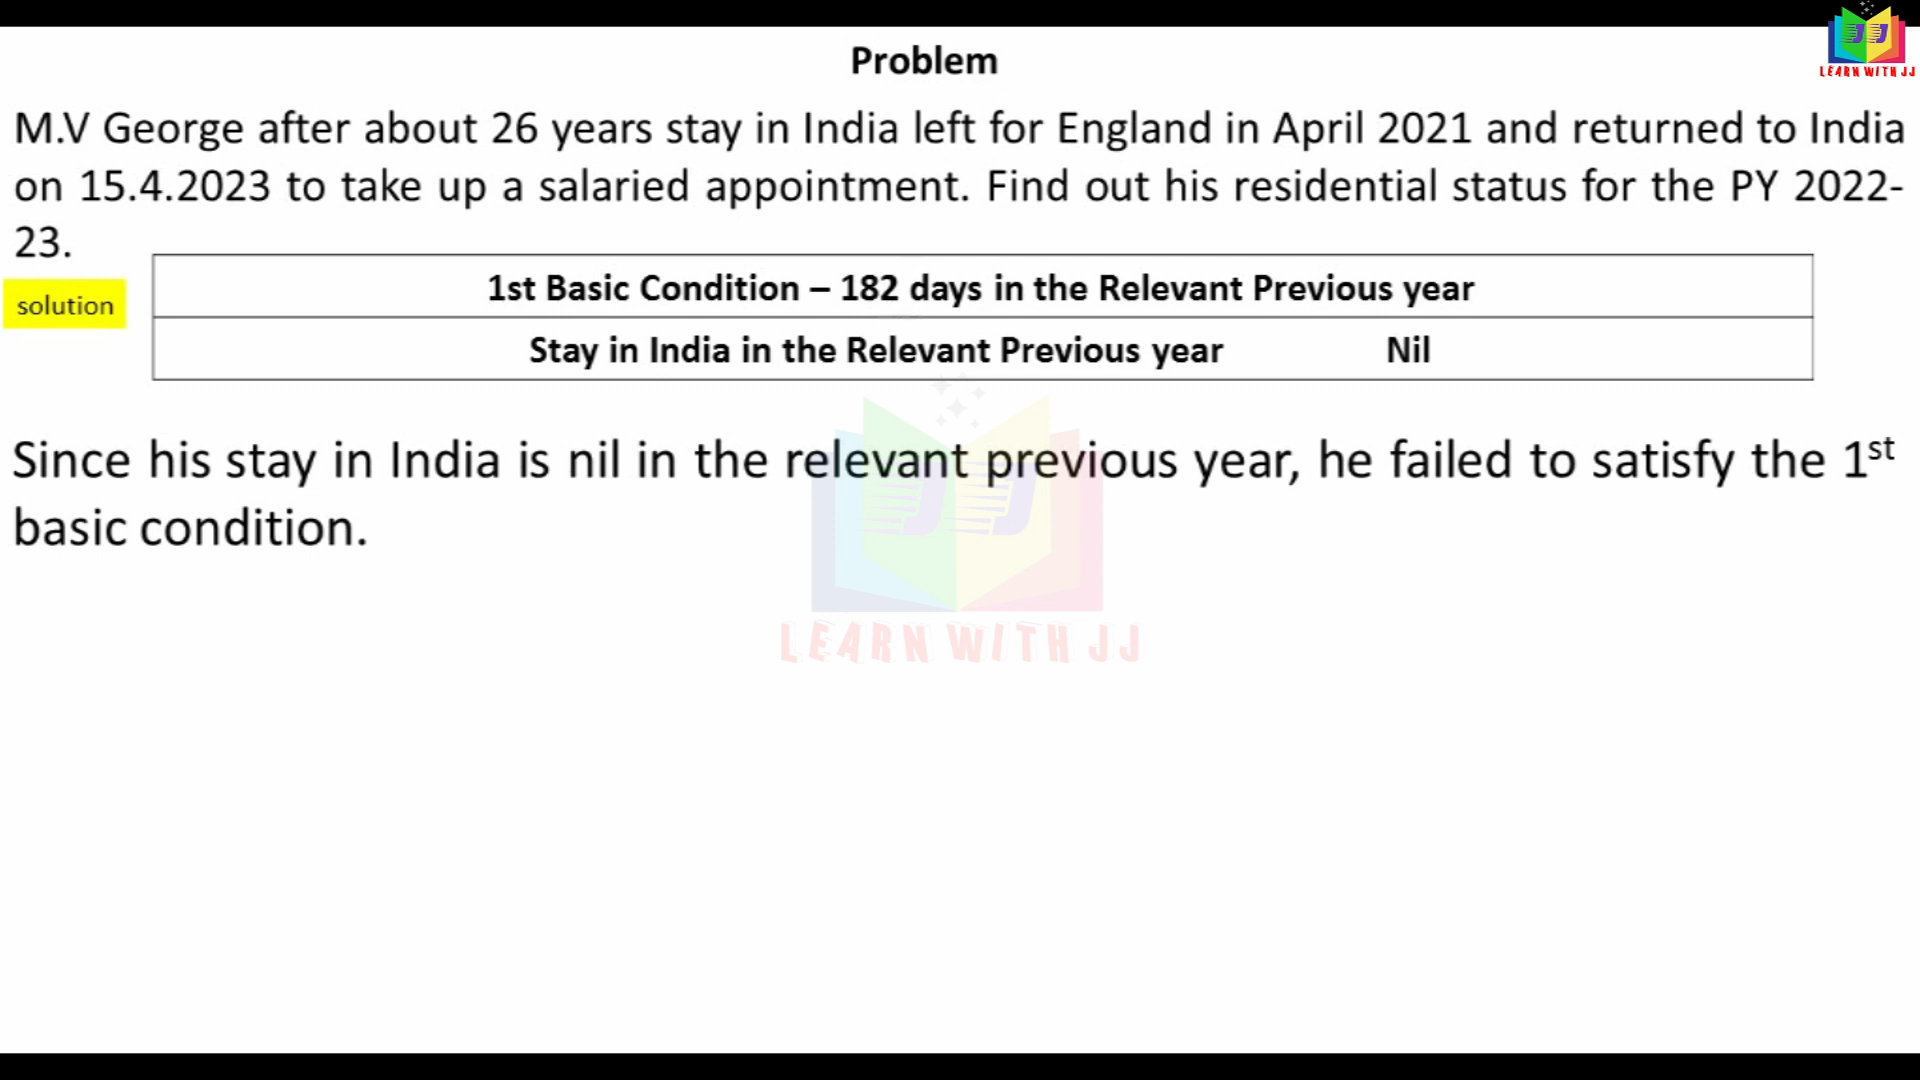 LEARN WITH JJ
Problem
M.V George after about 26 years stay in India left for England in April 2021 and returned to India
on 15.4.2023 to take up a salaried appointment. Find out his residential status for the PY 2022-
23.
solution
1st Basic Condition – 182 days in the Relevant Previous year
Stay in India in the Relevant Previous year Nil
Since his stay in India is nil in the relevant previous year, he failed to satisfy the 1st
basic condition.
JJ
LEARN WITH JJ